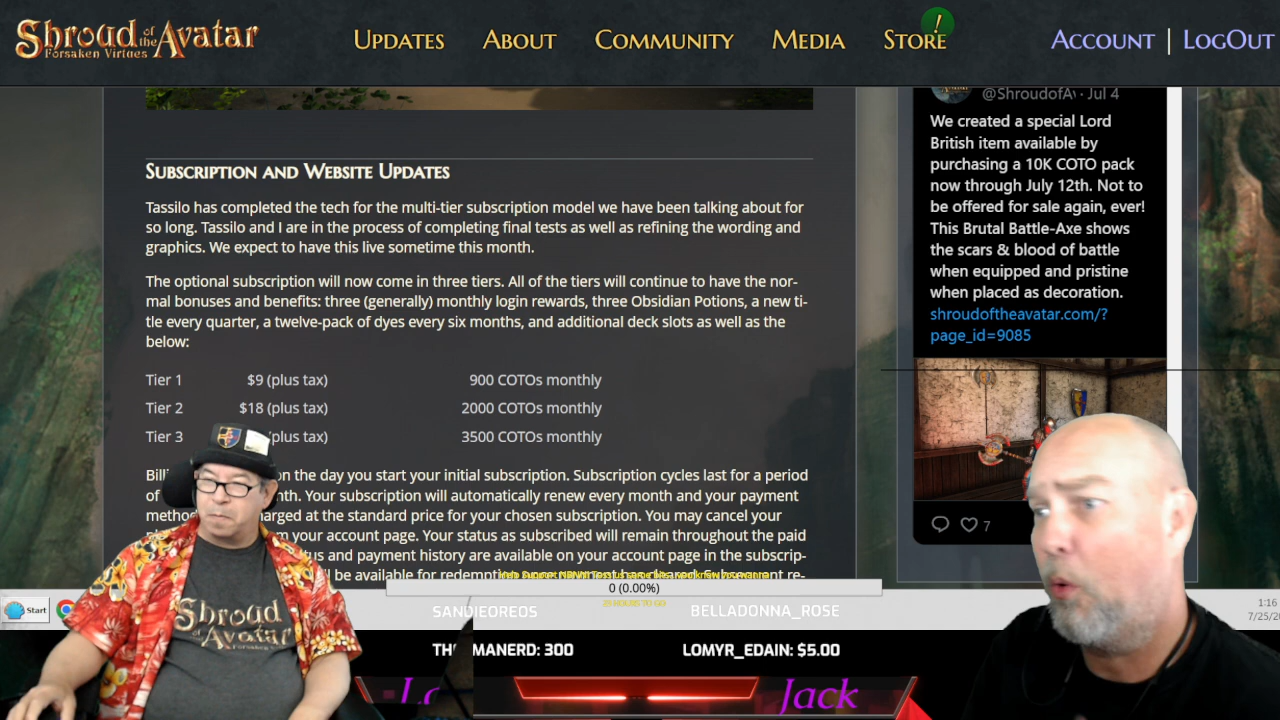 Shroud of the Avatar
Forsaken Virtues
Updates About Community Media Store ! Account | LogOut
Subscription and Website Updates
Tassilo has completed the tech for the multi-tier subscription model we have been talking about for
so long. Tassilo and I are in the process of completing final tests as well as refining the wording and
graphics. We expect to have this live sometime this month.
The optional subscription will now come in three tiers. All of the tiers will continue to have the nor-
mal bonuses and benefits: three (generally) monthly login rewards, three Obsidian Potions, a new ti-
tle every quarter, a twelve-pack of dyes every six months, and additional deck slots as well as the
below:
Tier 1 $9 (plus tax) 900 COTOs monthly
Tier 2 $18 (plus tax) 2000 COTOs monthly
Tier 3 (plus tax) 3500 COTOs monthly
on the day you start your initial subscription. Subscription cycles last for a period
of Your subscription will automatically renew every month and your payment
at the standard price for your chosen subscription. You may cancel your
your account page. Your status as subscribed will remain throughout the paid
and payment history are available on your account page in the subscrip-
be available for redemption
@ShroudofAv · Jul 4
We created a special Lord
British item available by
purchasing a 10K COTO pack
now through July 12th. Not to
be offered for sale again, ever!
This Brutal Battle-Axe shows
the scars & blood of battle
when equipped and pristine
when placed as decoration.
shroudoftheavatar.com/?
page_id=9085
7
0 (0.00%)
Start
SANDIEOREOS BELLADONNA_ROSE
1:16
7/25/20
MANERD: 300 LOMYR_EDAIN: $5.00
Shroud
of the
Avatar
Jack